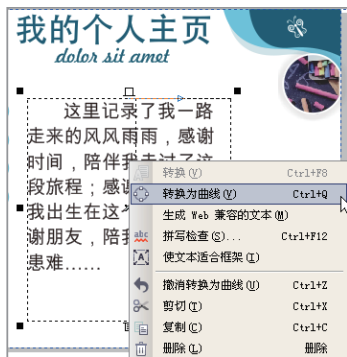 我的个人主页
dolor sit amet
这里记录了我一路
走来的风风雨雨，感谢
时间，陪伴我走过了这
段旅程；感谢
我出生在这个
谢朋友，陪我
患难……
转换(V) Ctrl+F8
转换为曲线(V) Ctrl+Q
生成 Web 兼容的文本(M)
拼写检查(S)... Ctrl+F12
使文本适合框架(I)
撤消转换为曲线(U) Ctrl+Z
剪切(T) Ctrl+X
复制(C) Ctrl+C
删除(L) 删除